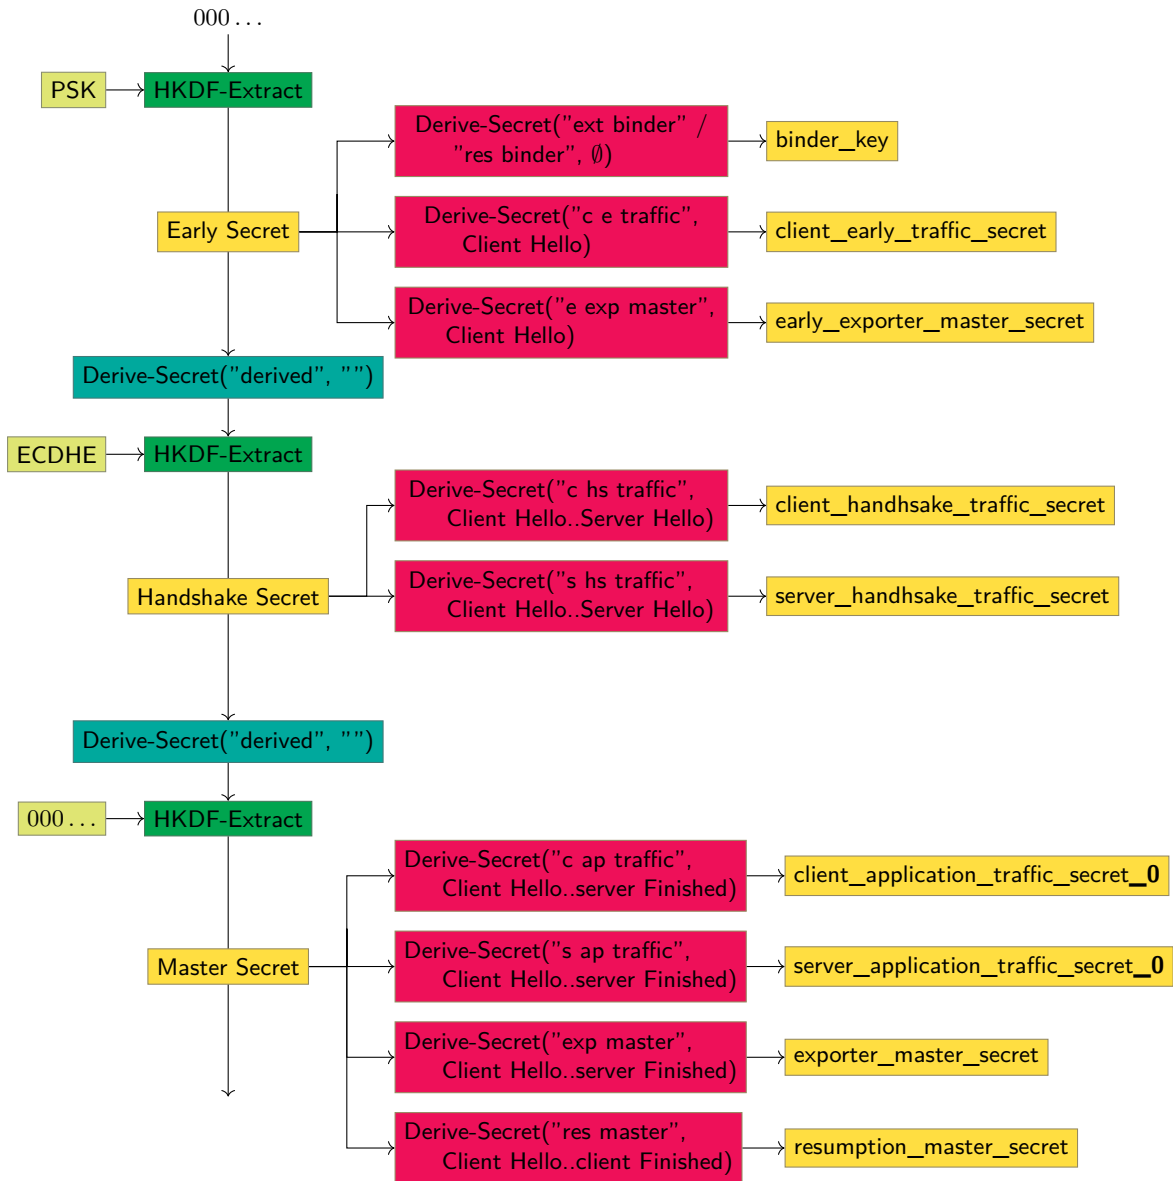 000 . . .
PSK
HKDF-Extract
Derive-Secret("ext binder" /
"res binder", ∅)
binder_key
Early Secret
Derive-Secret("c e traffic",
Client Hello)
client_early_traffic_secret
Derive-Secret("e exp master",
Client Hello)
early_exporter_master_secret
Derive-Secret("derived", "")
ECDHE
HKDF-Extract
Derive-Secret("c hs traffic",
Client Hello..Server Hello)
client_handhsake_traffic_secret
Handshake Secret
Derive-Secret("s hs traffic",
Client Hello..Server Hello)
server_handhsake_traffic_secret
Derive-Secret("derived", "")
000 . . .
HKDF-Extract
Derive-Secret("c ap traffic",
Client Hello..server Finished)
client_application_traffic_secret_0
Master Secret
Derive-Secret("s ap traffic",
Client Hello..server Finished)
server_application_traffic_secret_0
Derive-Secret("exp master",
Client Hello..server Finished)
exporter_master_secret
Derive-Secret("res master",
Client Hello..client Finished)
resumption_master_secret